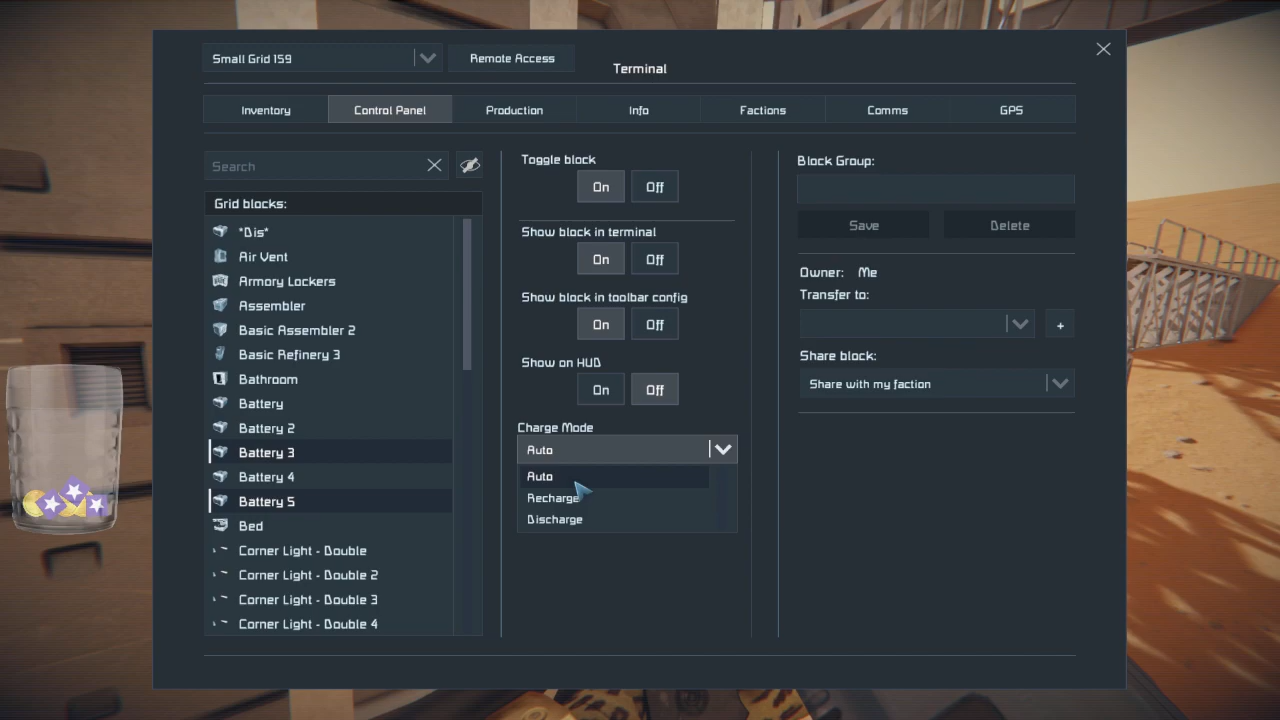 Small Grid 159
Remote Access
Terminal
Inventory
Control Panel
Production
Info
Factions
Comms
GPS
Search
Grid blocks:
*Dis*
Air Vent
Armory Lockers
Assembler
Basic Assembler 2
Basic Refinery 3
Bathroom
Battery
Battery 2
Battery 3
Battery 4
Battery 5
Bed
Corner Light - Double
Corner Light - Double 2
Corner Light - Double 3
Corner Light - Double 4
Toggle block
On Off
Show block in terminal
On Off
Show block in toolbar config
On Off
Show on HUD
On Off
Charge Mode
Auto
Auto
Recharge
Discharge
Block Group:
Save Delete
Owner: Me
Transfer to:
+
Share block:
Share with my faction